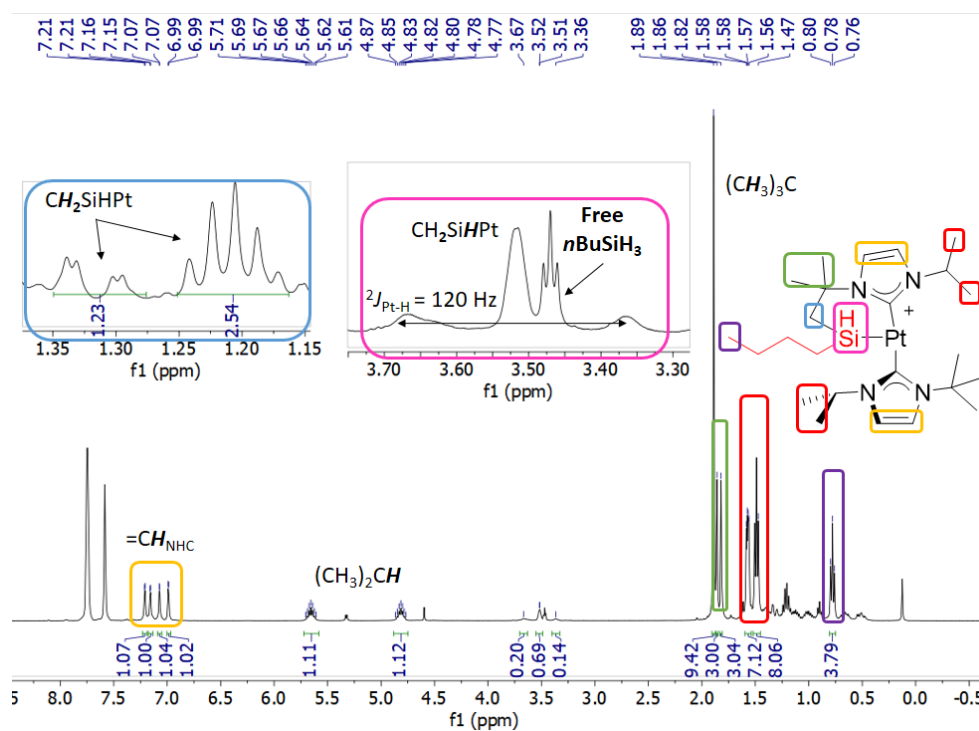 7.21 7.21 7.16 7.15 7.07 7.07 6.99 6.99 5.71 5.69 5.67 5.66 5.64 5.62 5.61 4.87 4.85 4.83 4.82 4.80 4.78 4.77 3.67 3.52 3.51 3.36 1.89 1.86 1.82 1.58 1.58 1.57 1.56 1.47 0.80 0.78 0.76
CH2SiHPt
1.23 2.54
1.35 1.30 1.25 1.20 1.15
f1 (ppm)
CH2SiHPt
Free
nBuSiH3
2JPt-H = 120 Hz
3.70 3.60 3.50 3.40 3.30
f1 (ppm)
(CH3)3C
N N
+
H
Si Pt
N N
=CHNHC
(CH3)2CH
1.07 1.00 1.04 1.02 1.11 1.12 0.20 0.69 0.14 9.42 3.00 3.04 7.12 8.06 3.79
8.0 7.5 7.0 6.5 6.0 5.5 5.0 4.5 4.0 3.5 3.0 2.5 2.0 1.5 1.0 0.5 0.0 -0.5
f1 (ppm)